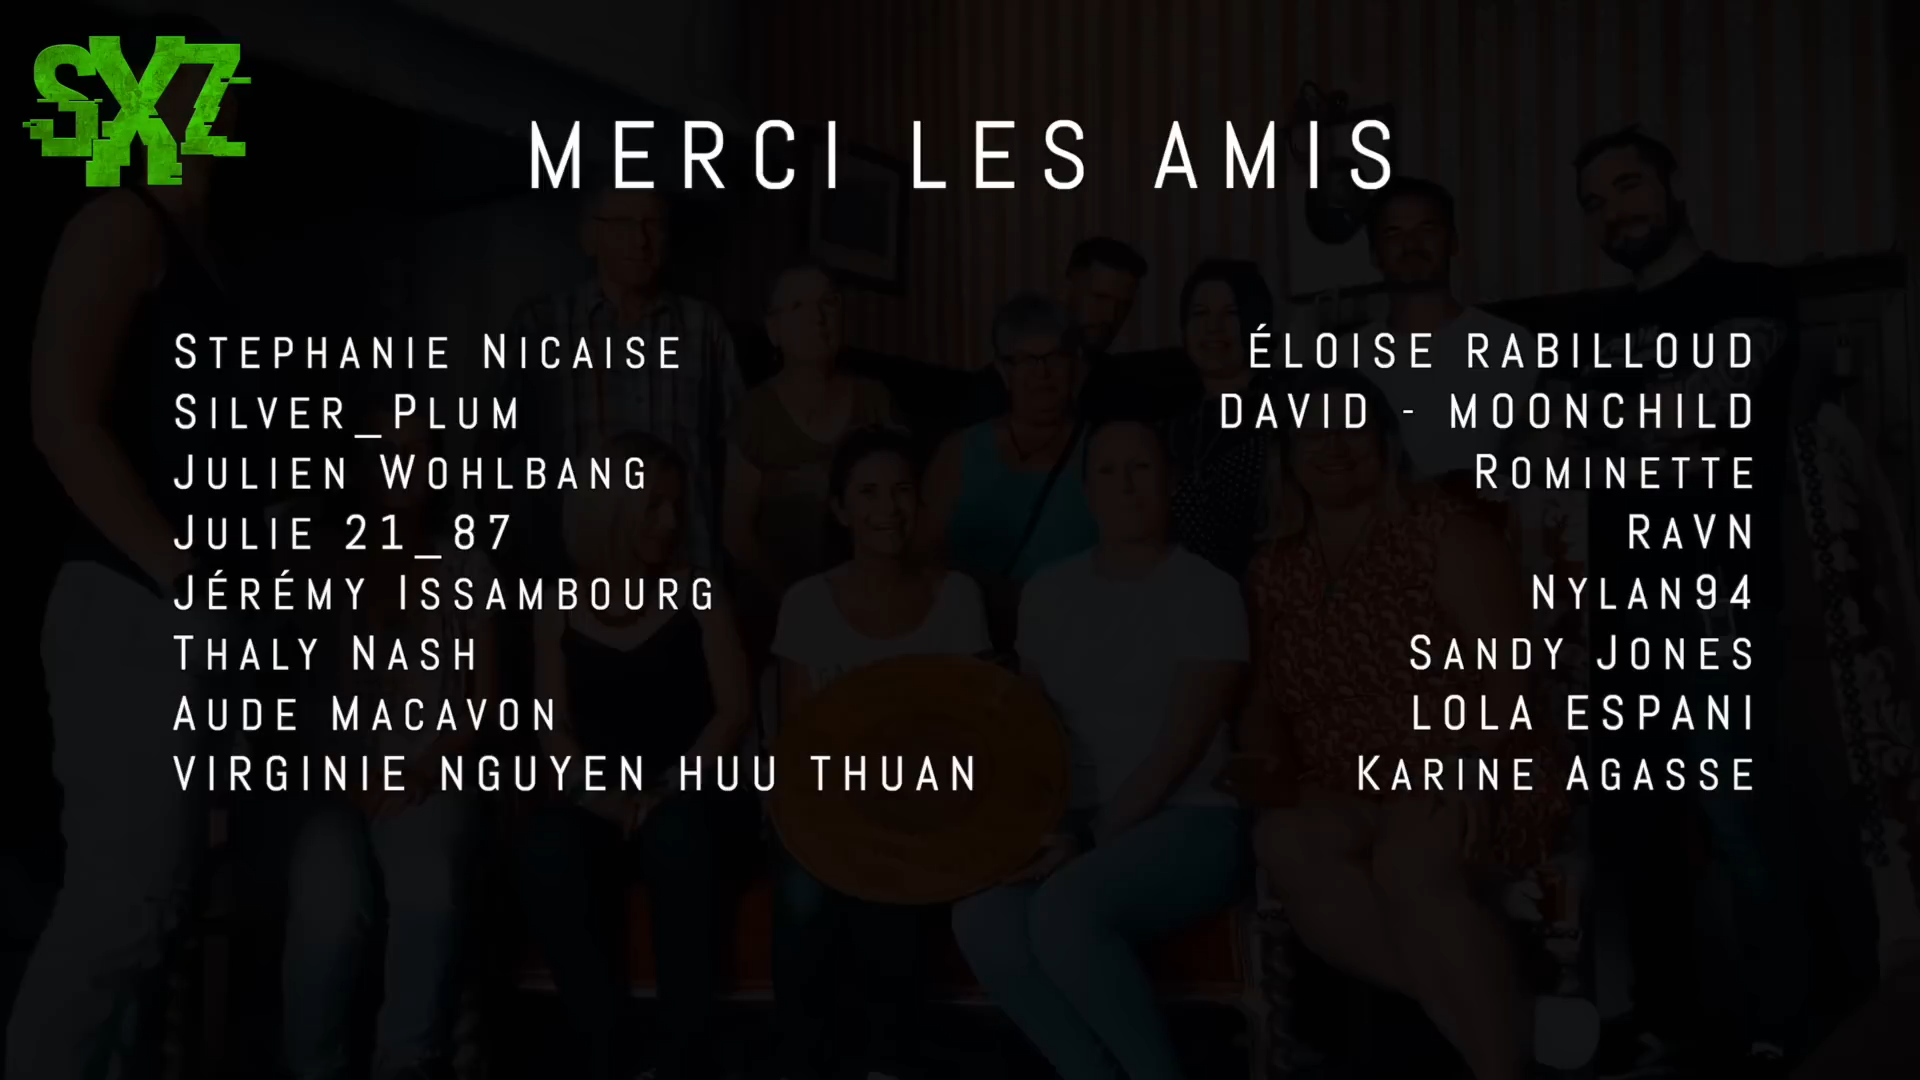 SXZ
MERCI LES AMIS
STEPHANIE NICAISE
SILVER_PLUM
JULIEN WOHLBANG
JULIE 21_87
JÉRÉMY ISSAMBOURG
THALY NASH
AUDE MACAVON
VIRGINIE NGUYEN HUU THUAN
ÉLOISE RABILLOUD
DAVID - MOONCHILD
ROMINETTE
RAVN
NYLAN94
SANDY JONES
LOLA ESPANI
KARINE AGASSE